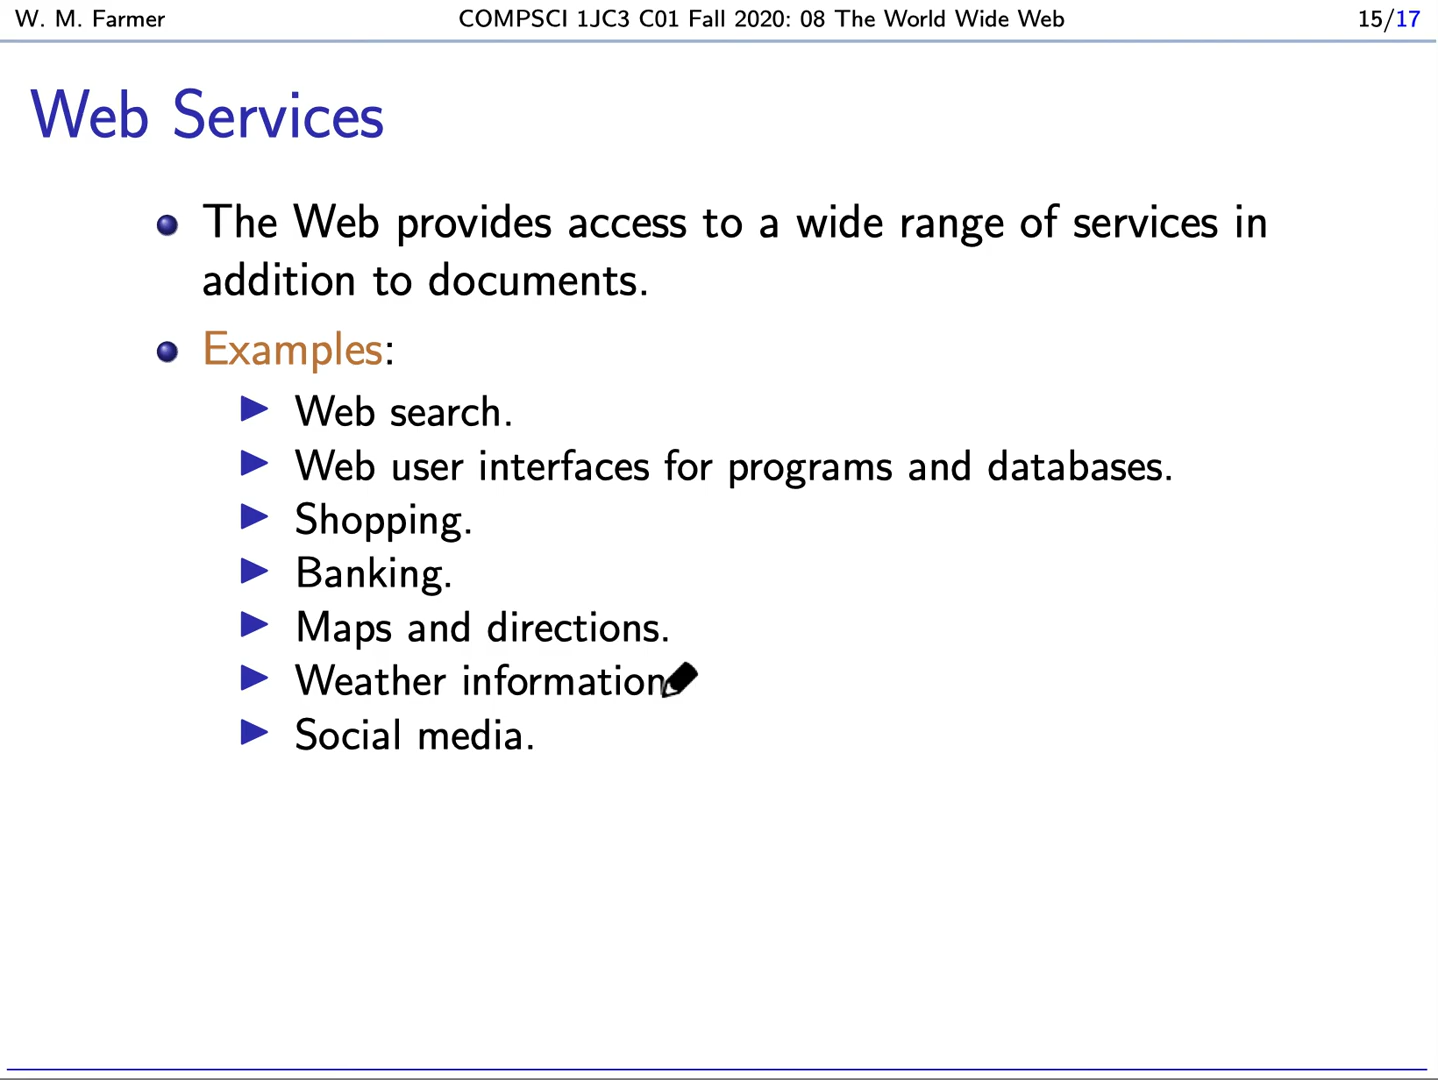 W. M. Farmer COMPSCI 1JC3 C01 Fall 2020: 08 The World Wide Web 15/17
Web Services
The Web provides access to a wide range of services in
addition to documents.
Examples:
Web search.
Web user interfaces for programs and databases.
Shopping.
Banking.
Maps and directions.
Weather information
Social media.